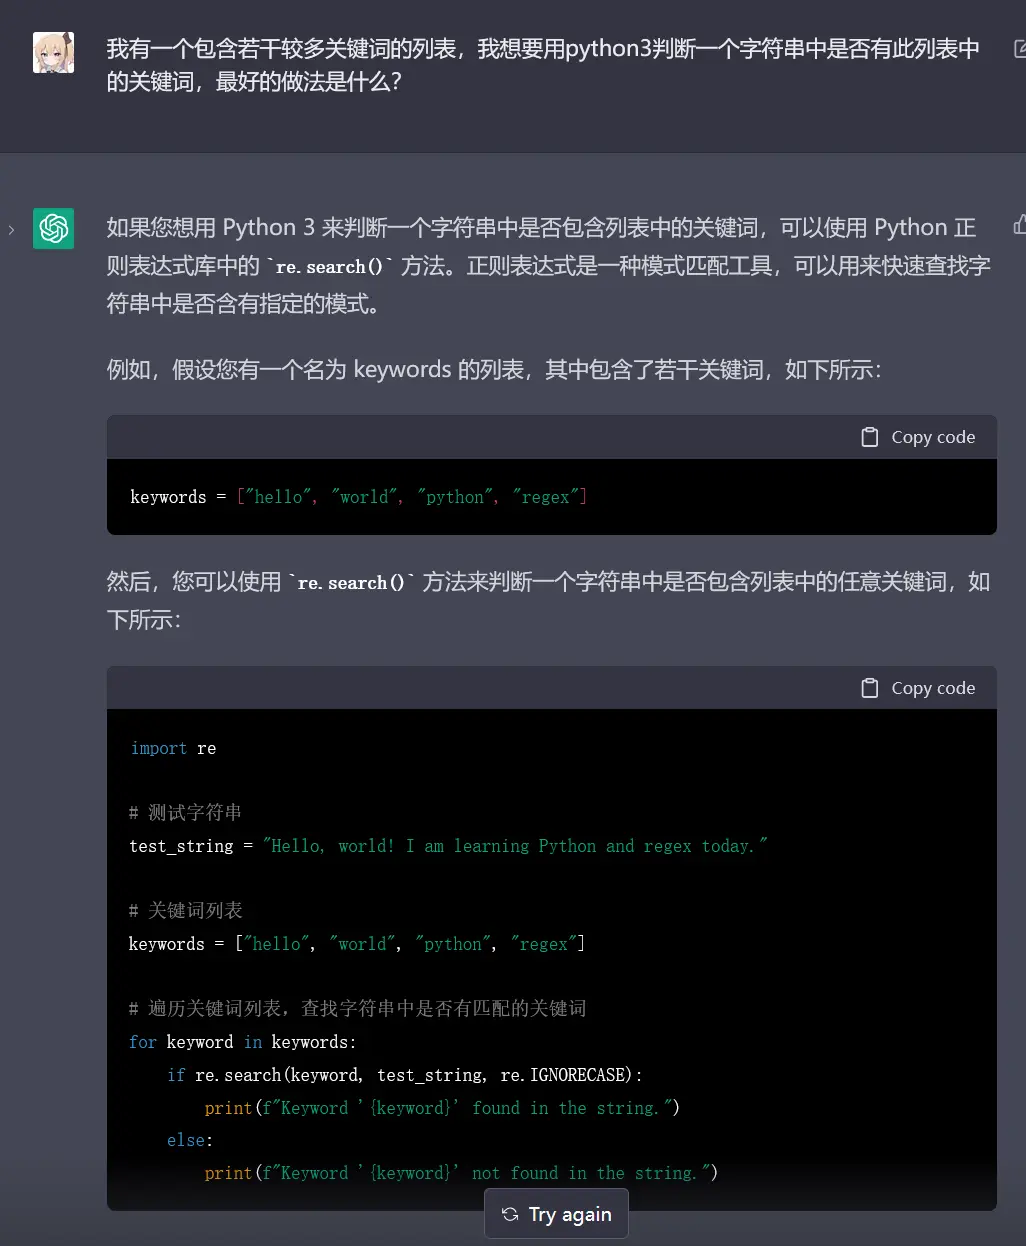 我有一个包含若干较多关键词的列表，我想要用python3判断一个字符串中是否有此列表中
的关键词，最好的做法是什么？
如果您想用 Python 3 来判断一个字符串中是否包含列表中的关键词，可以使用 Python 正
则表达式库中的 `re.search()` 方法。正则表达式是一种模式匹配工具，可以用来快速查找字
符串中是否含有指定的模式。
例如，假设您有一个名为 keywords 的列表，其中包含了若干关键词，如下所示：
Copy code
keywords = ["hello", "world", "python", "regex"]
然后，您可以使用 `re.search()` 方法来判断一个字符串中是否包含列表中的任意关键词，如
下所示：
Copy code
import re
# 测试字符串
test_string = "Hello, world! I am learning Python and regex today."
# 关键词列表
keywords = ["hello", "world", "python", "regex"]
# 遍历关键词列表，查找字符串中是否有匹配的关键词
for keyword in keywords:
    if re.search(keyword, test_string, re.IGNORECASE):
        print(f"Keyword '{keyword}' found in the string.")
    else:
        print(f"Keyword '{keyword}' not found in the string.")
Try again